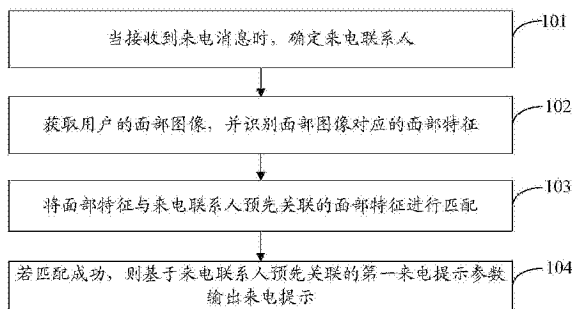 当接收到来电消息时，确定来电联系人
101
获取用户的面部图像，并识别面部图像对应的面部特征
102
将面部特征与来电联系人预先关联的面部特征进行匹配
103
若匹配成功，则基于来电联系人预先关联的第一来电提示参数
输出来电提示
104